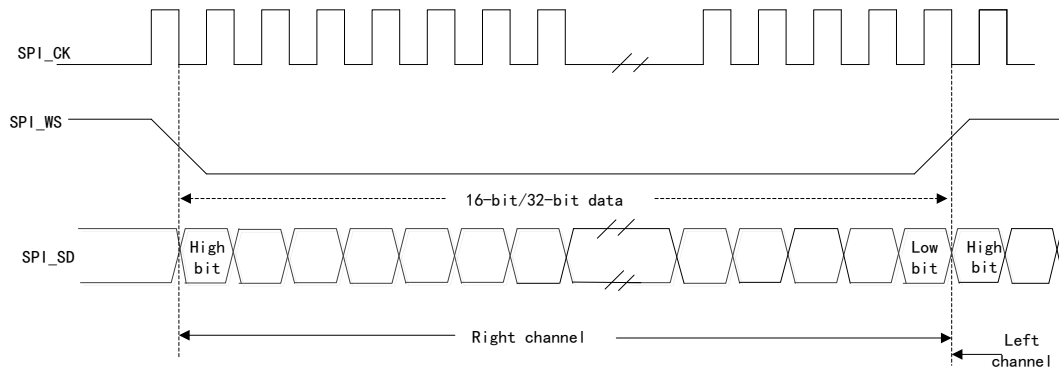 SPI_CK
SPI_WS
16-bit/32-bit data
SPI_SD
High
bit
Low
bit
High
bit
Right channel
Left
channel